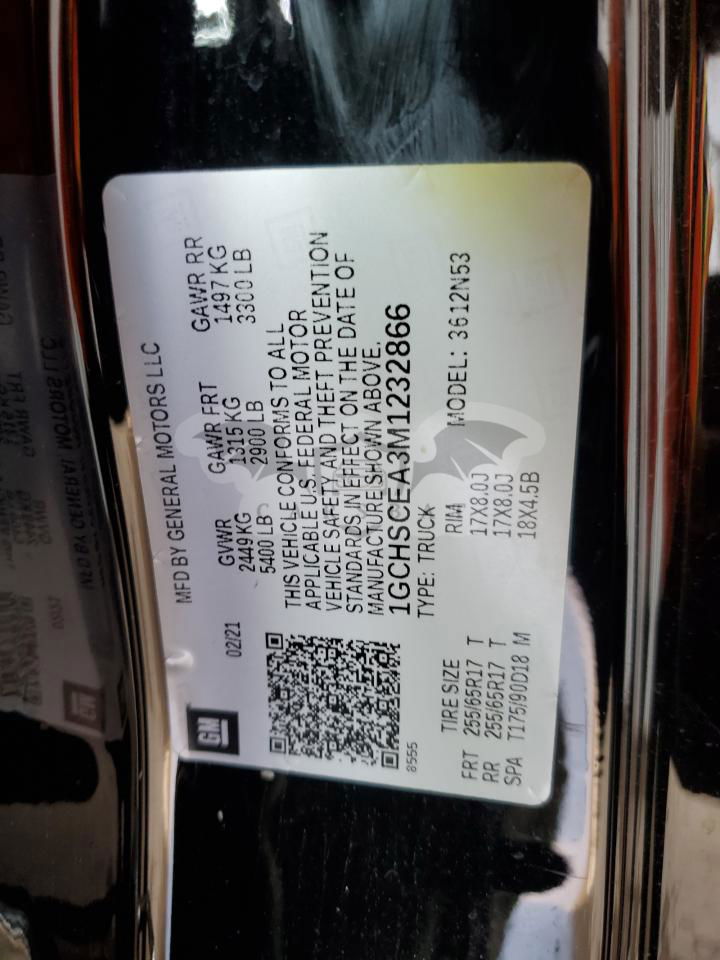 GM
MFD BY GENERAL MOTORS LLC
02/21
GVWR GAWR FRT GAWR RR
2449 KG 1315 KG 1497 KG
5400 LB 2900 LB 3300 LB
THIS VEHICLE CONFORMS TO ALL
APPLICABLE U.S. FEDERAL MOTOR
VEHICLE SAFETY AND THEFT PREVENTION
STANDARDS IN EFFECT ON THE DATE OF
MANUFACTURE SHOWN ABOVE.
1GCHSCEA3M1232866
8555
TYPE: TRUCK MODEL: 3612N53
TIRE SIZE RIM
FRT 255/65R17 T 17X8.0J
RR 255/65R17 T 17X8.0J
SPA T175/90D18 M 18X4.5B